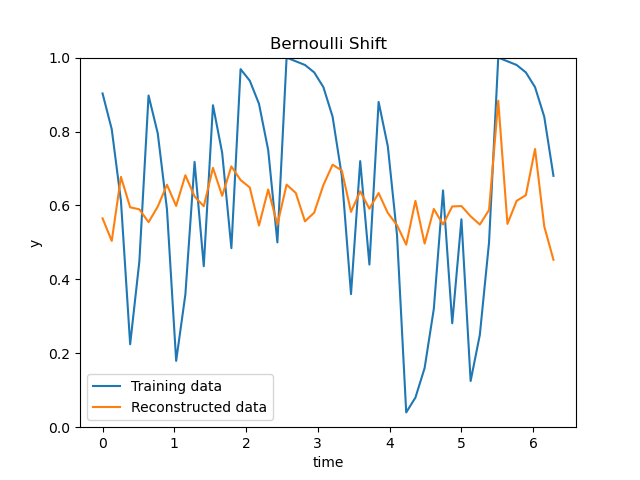 Bernoulli Shift
1.0
0.8
0.6
0.4
0.2
0.0
y
Training data
Reconstructed data
0 1 2 3 4 5 6
time